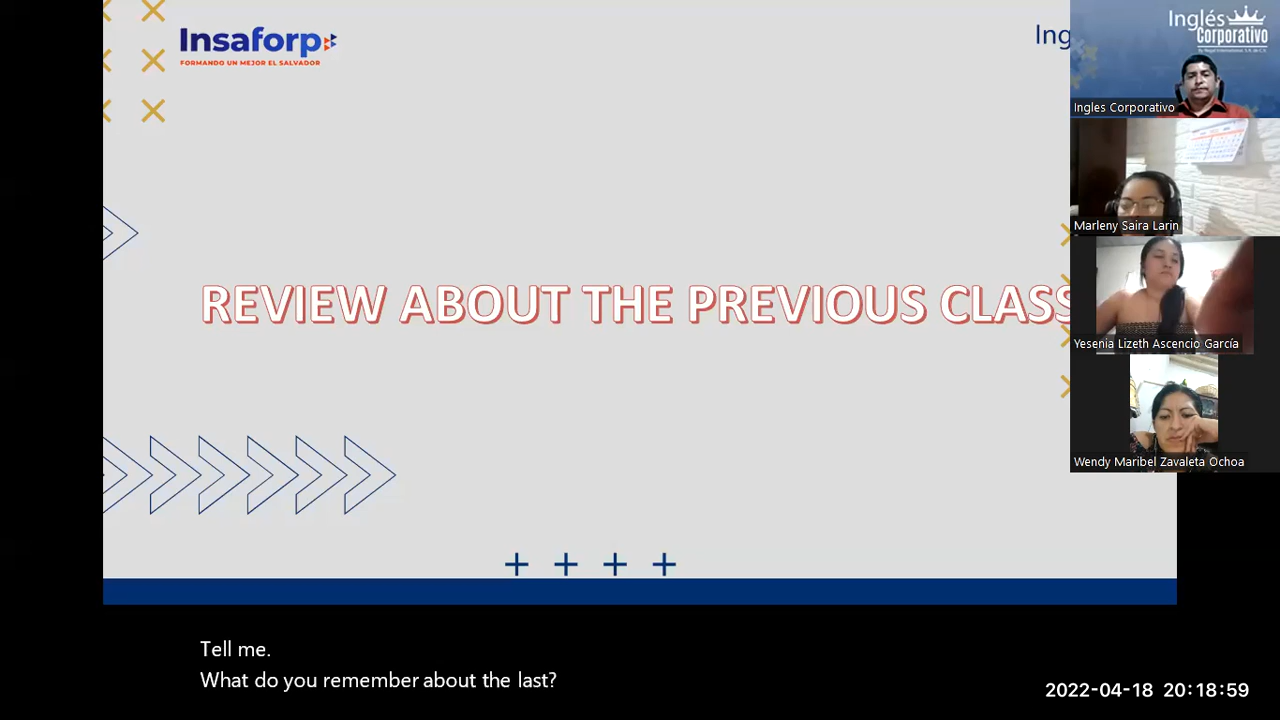 Insaforp
FORMANDO UN MEJOR EL SALVADOR
Ing
Inglés
Corporativo
Ingles Corporativo
Marleny Saira Larin
REVIEW ABOUT THE PREVIOUS CLASS
Yesenia Lizeth Ascencio García
Wendy Maribel Zavaleta Ochoa
Tell me.
What do you remember about the last?
2022-04-18 20:18:59